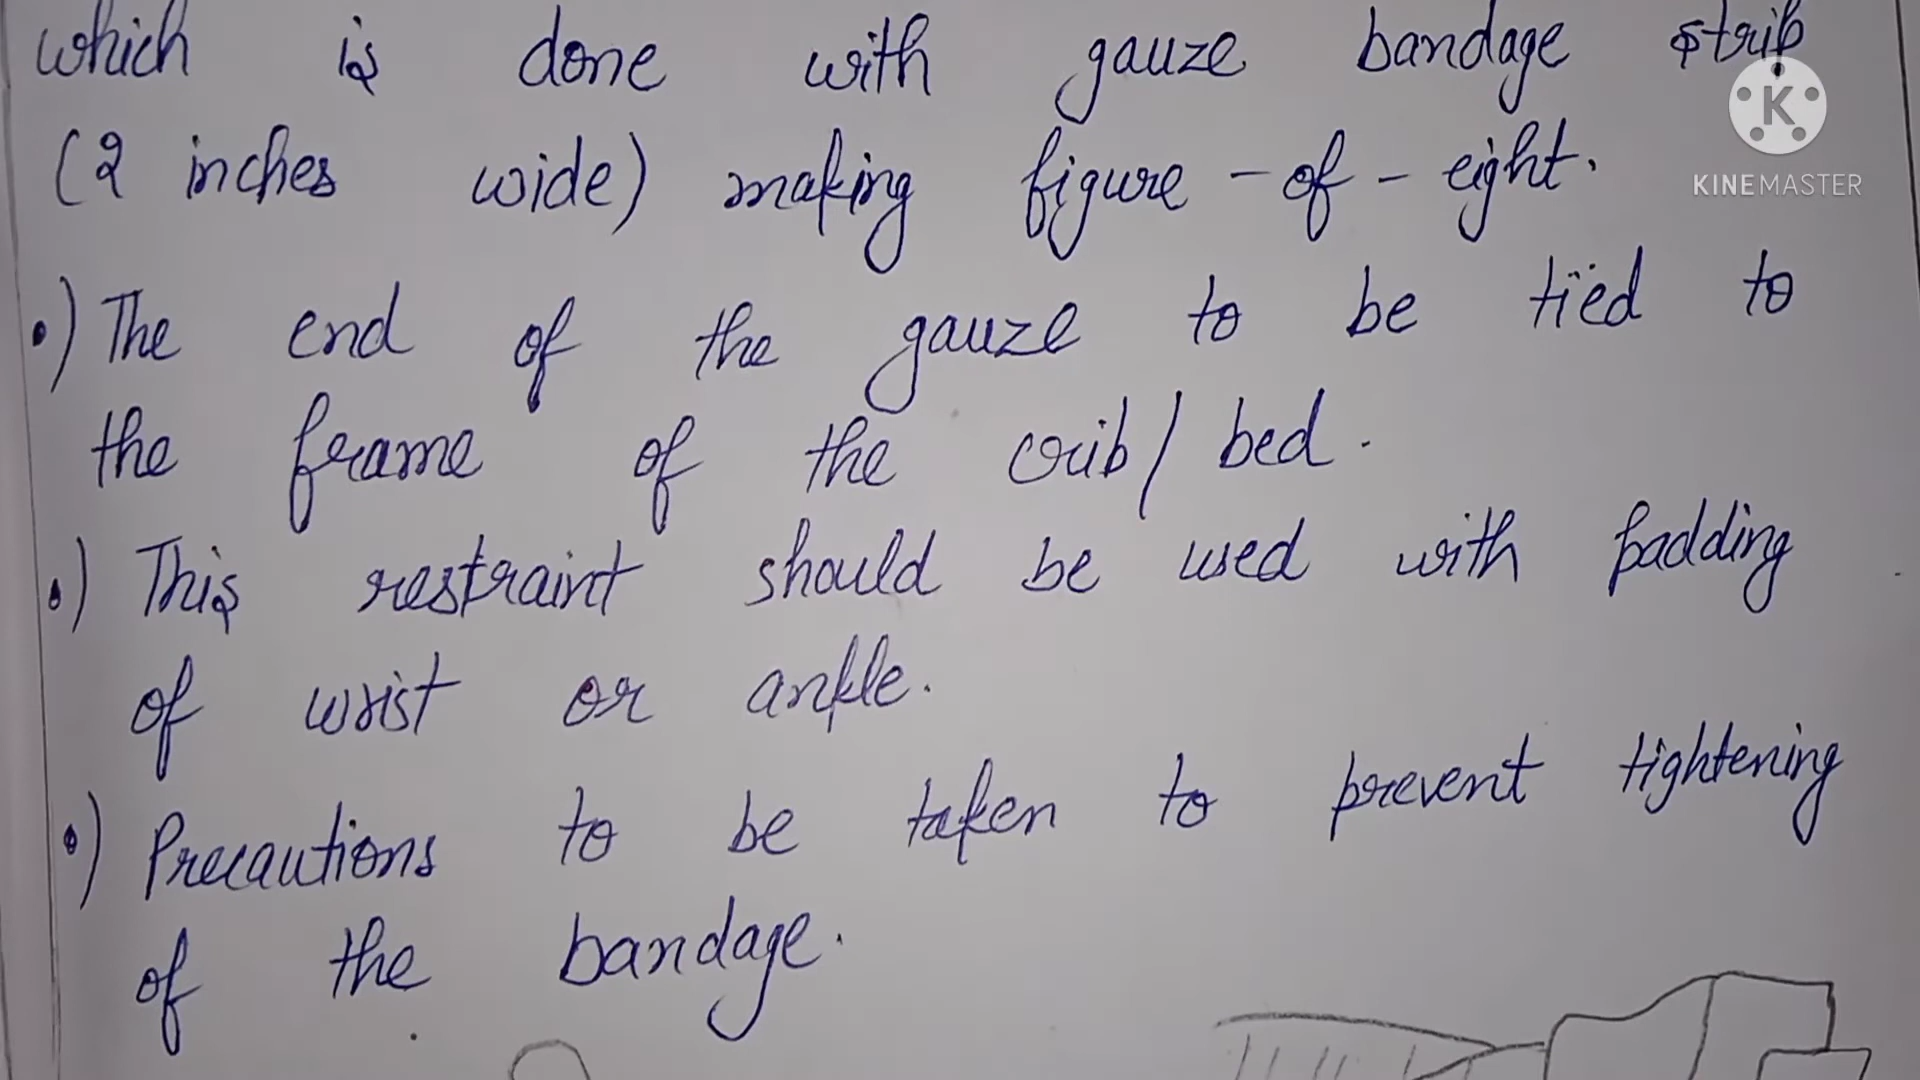 which is done with gauze bandage strip
(2 inches wide) making figure-of-eight.
•) The end of the gauze to be tied to
the frame of the crib/bed.
•) This restraint should be used with padding
of wrist or ankle.
•) Precautions to be taken to prevent tightening
of the bandage.
K
KINEMASTER